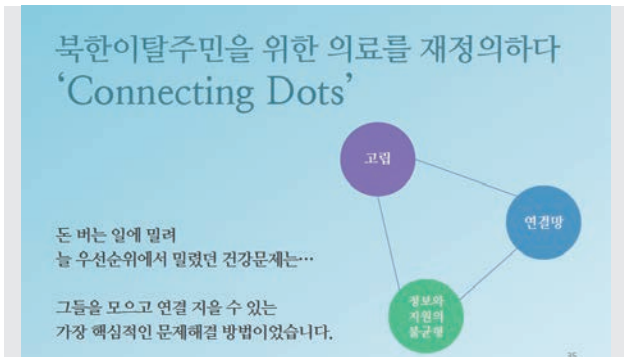 북한이탈주민을 위한 의료를 재정의하다
‘Connecting Dots’
고립
연결망
돈 버는 일에 밀려
늘 우선순위에서 밀렸던 건강문제는…
정보와
지원의
불균형
그들을 모으고 연결 지을 수 있는
가장 핵심적인 문제해결 방법이었습니다.